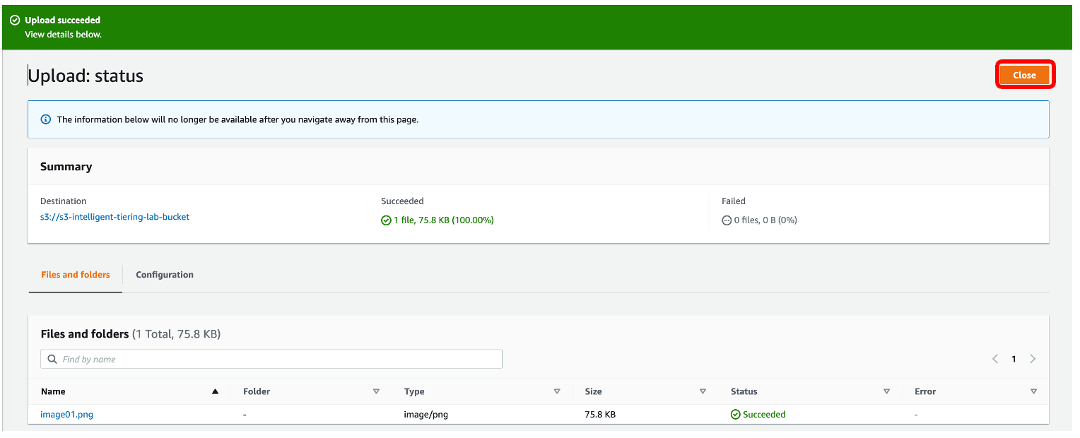 Upload succeeded
View details below.
Upload: status
Close
The information below will no longer be available after you navigate away from this page.
Summary
Destination
Succeeded
Failed
s3://s3-intelligent-tiering-lab-bucket
1 file, 75.8 KB (100.00%)
0 files, 0 B (0%)
Files and folders
Configuration
Files and folders (1 Total, 75.8 KB)
Find by name
1
Name Folder Type Size Status Error
image01.png - image/png 75.8 KB Succeeded -